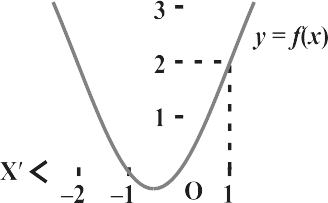 3
2
y = f(x)
1
X′
–2 –1 O 1